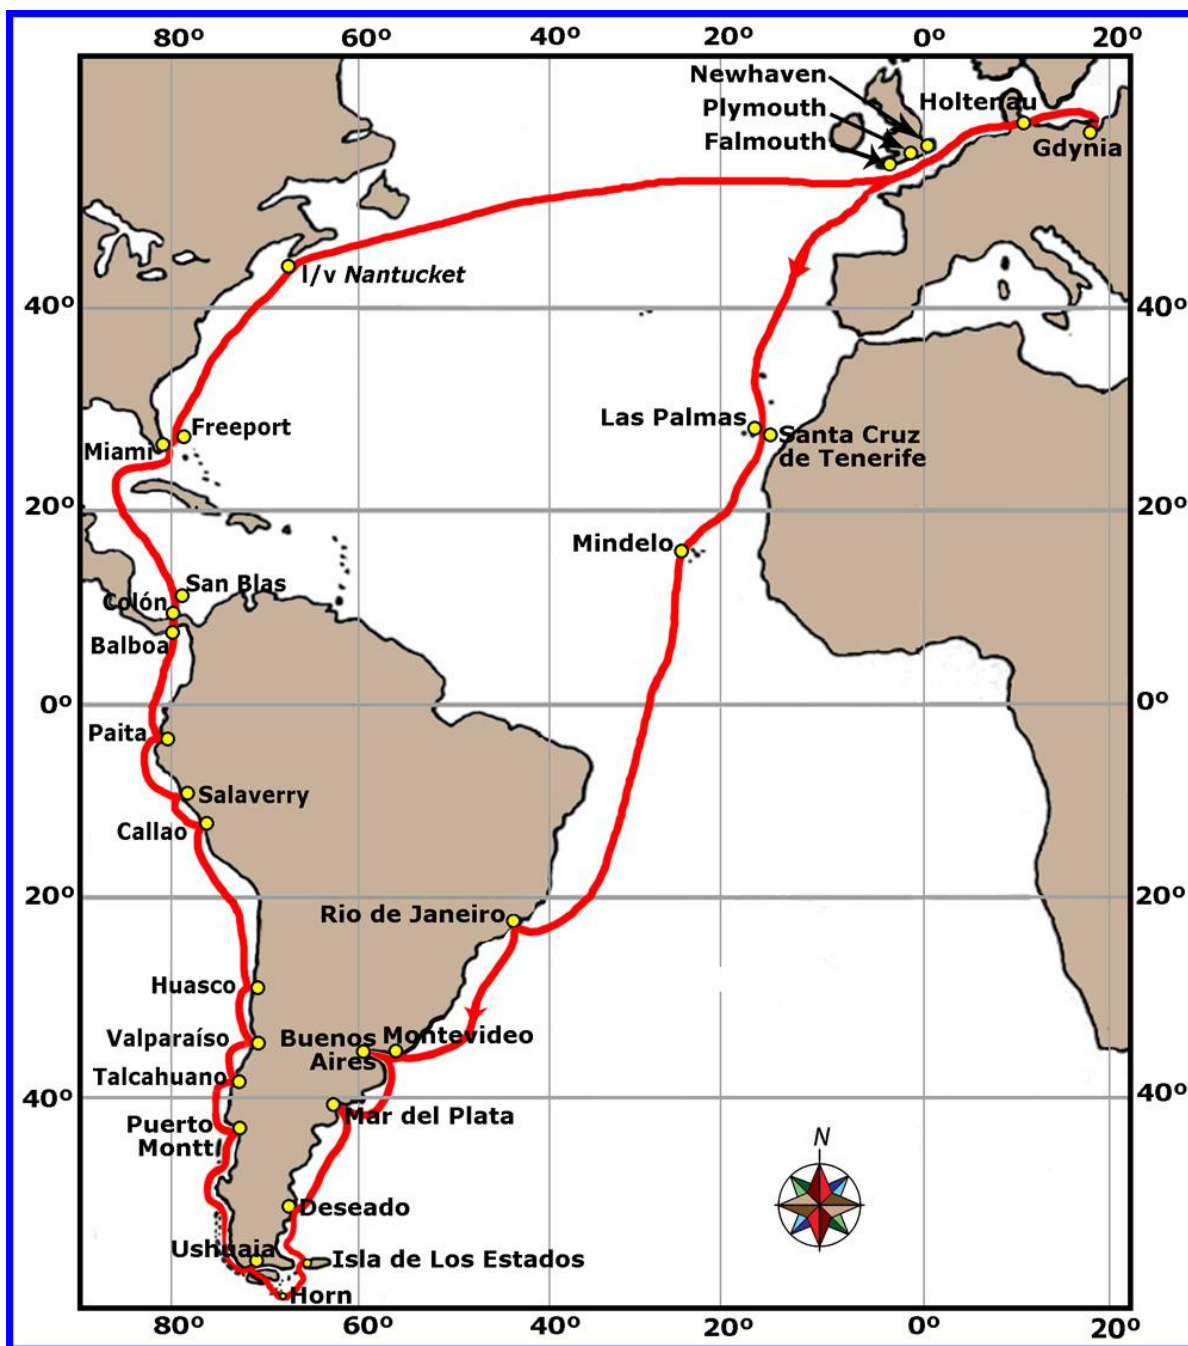 80º 60º 40º 20º 0º 20º
Newhaven
Plymouth
Falmouth
Holtenau
Gdynia
l/v Nantucket
40º 40º
Freeport
Miami
Las Palmas
Santa Cruz
de Tenerife
20º 20º
Mindelo
San Blas
Colón
Balboa
0º 0º
Paita
Salaverry
Callao
20º 20º
Rio de Janeiro
Huasco
Valparaíso
Buenos
Aires
Montevideo
Talcahuano
40º 40º
Mar del Plata
Puerto
Montt
N
Deseado
Ushuaia
Isla de Los Estados
Horn
80º 60º 40º 20º 0º 20º